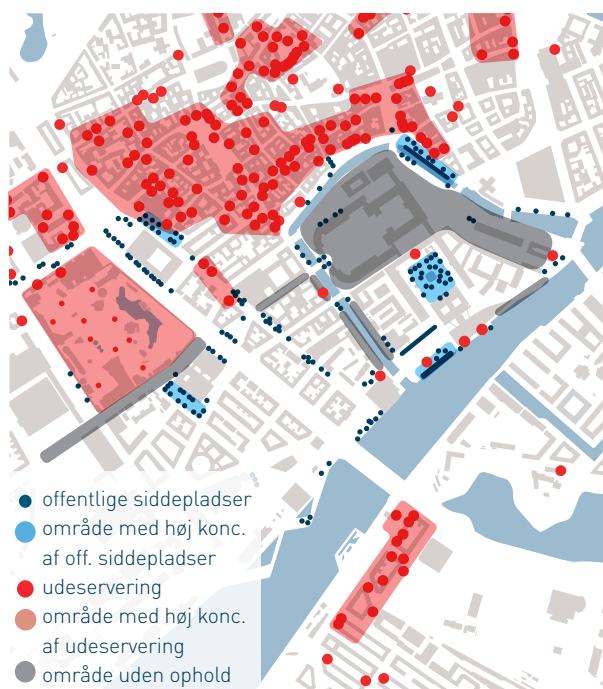 offentlige siddepladser
område med høj konc.
af off. siddepladser
udeservering
område med høj konc.
af udeservering
område uden ophold